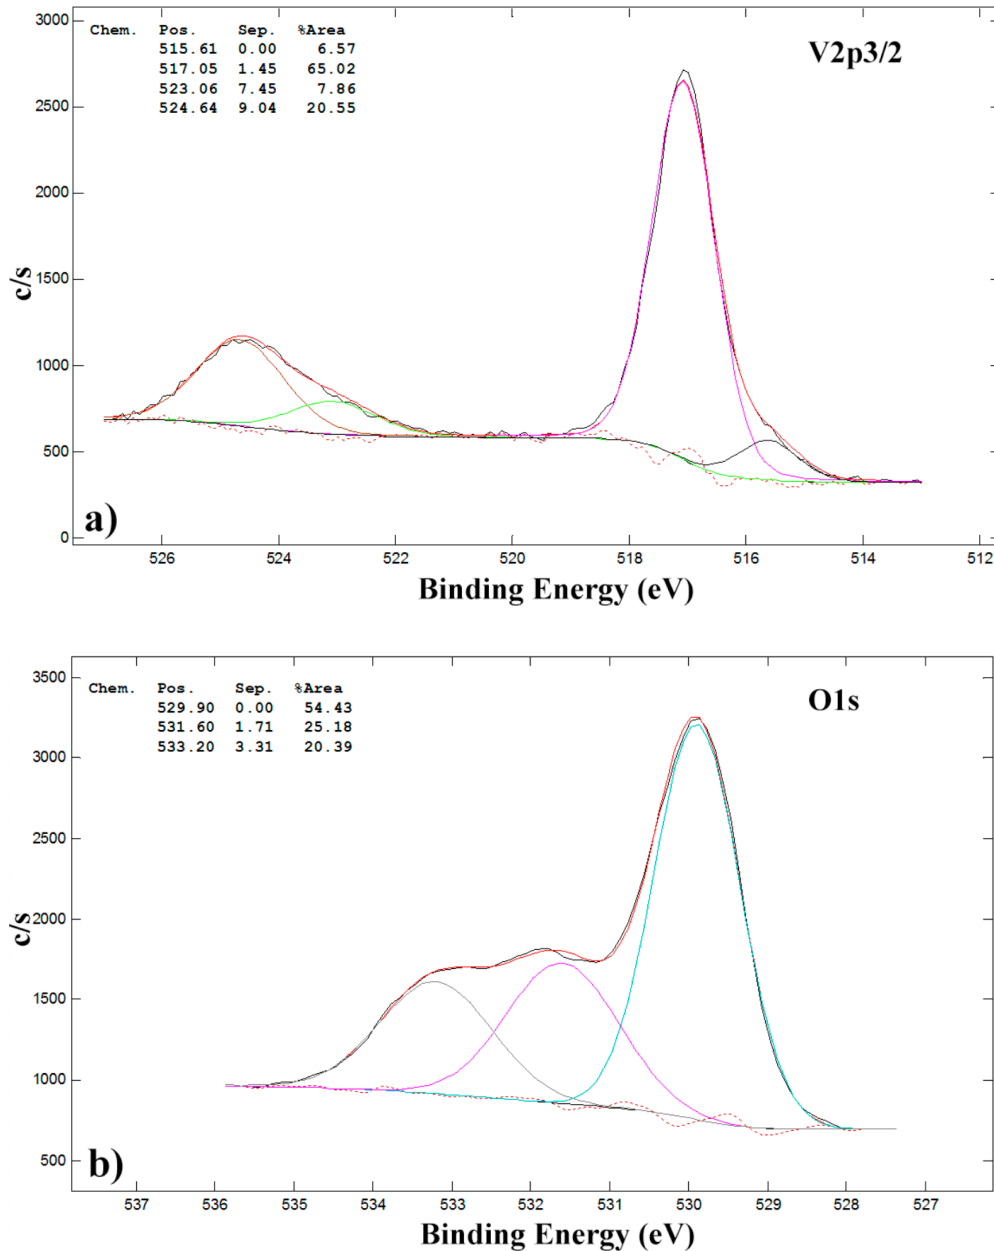 3000
Chem. Pos. Sep. %Area
515.61 0.00 6.57
517.05 1.45 65.02
523.06 7.45 7.86
524.64 9.04 20.55
V2p3/2
2500
2000
c/s
1500
1000
500
0
a)
526 524 522 520 518 516 514 512
Binding Energy (eV)
3500
Chem. Pos. Sep. %Area
529.90 0.00 54.43
531.60 1.71 25.18
533.20 3.31 20.39
O1s
3000
2500
2000
c/s
1500
1000
500
b)
537 536 535 534 533 532 531 530 529 528 527
Binding Energy (eV)